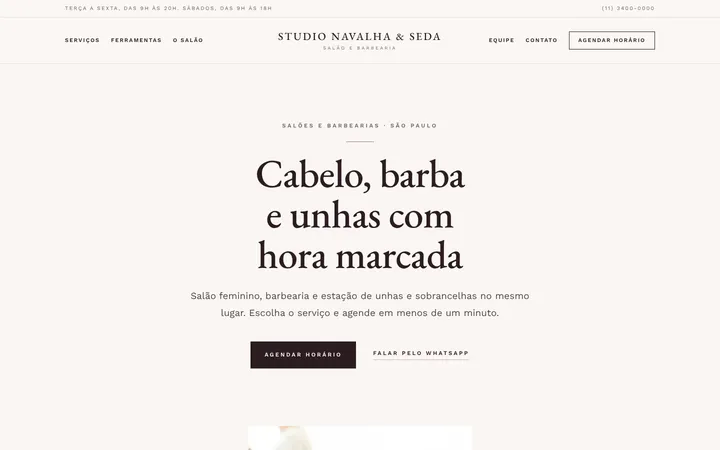 TERÇA A SEXTA, DAS 9H ÀS 20H. SÁBADOS, DAS 9H ÀS 18H
(11) 3400-0000
SERVIÇOS
FERRAMENTAS
O SALÃO
STUDIO NAVALHA & SEDA
SALÃO E BARBEARIA
EQUIPE
CONTATO
AGENDAR HORÁRIO
SALÕES E BARBEARIAS · SÃO PAULO
Cabelo, barba
e unhas com
hora marcada
Salão feminino, barbearia e estação de unhas e sobrancelhas no mesmo
lugar. Escolha o serviço e agende em menos de um minuto.
AGENDAR HORÁRIO
FALAR PELO WHATSAPP